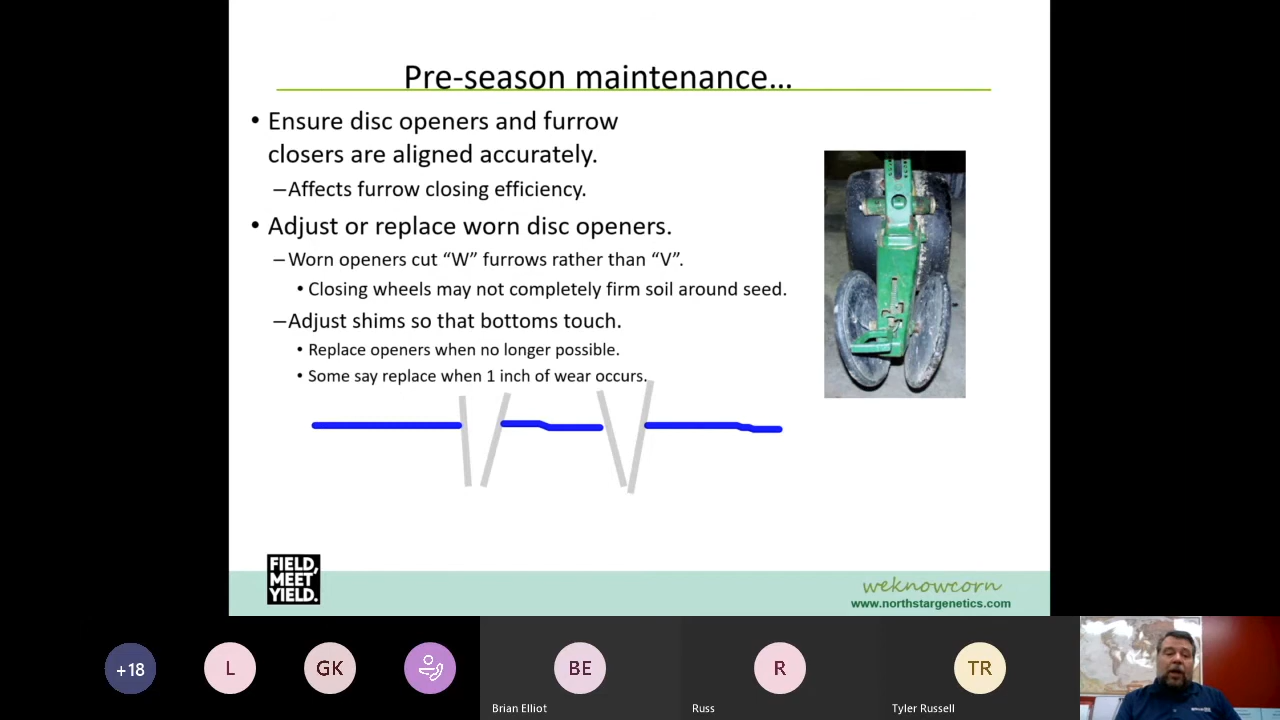 Pre-season maintenance...
• Ensure disc openers and furrow
closers are aligned accurately.
–Affects furrow closing efficiency.
• Adjust or replace worn disc openers.
–Worn openers cut “W” furrows rather than “V”.
• Closing wheels may not completely firm soil around seed.
–Adjust shims so that bottoms touch.
• Replace openers when no longer possible.
• Some say replace when 1 inch of wear occurs.
FIELD,
MEET
YIELD.
weknowcorn
www.northstargenetics.com
+18
L
GK
BE
R
TR
Brian Elliot
Russ
Tyler Russell